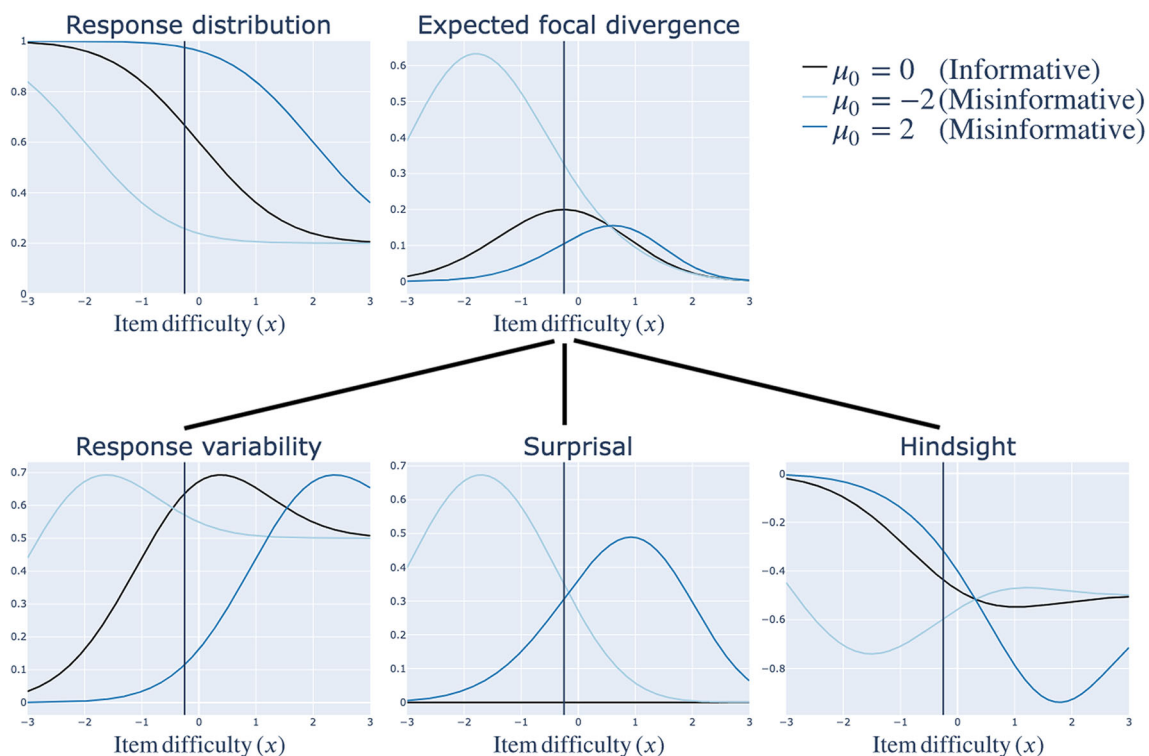 Response distribution
Expected focal divergence
μ₀ = 0 (Informative)
μ₀ = −2 (Misinformative)
μ₀ = 2 (Misinformative)
1
0.8
0.6
0.4
0.2
0
−3 −2 −1 0 1 2 3
Item difficulty (x)
0.6
0.5
0.4
0.3
0.2
0.1
0
−3 −2 −1 0 1 2 3
Item difficulty (x)
Response variability
0.7
0.6
0.5
0.4
0.3
0.2
0.1
0
−3 −2 −1 0 1 2 3
Item difficulty (x)
Surprisal
0.7
0.6
0.5
0.4
0.3
0.2
0.1
0
−3 −2 −1 0 1 2 3
Item difficulty (x)
Hindsight
0
−0.2
−0.4
−0.6
−0.8
−3 −2 −1 0 1 2 3
Item difficulty (x)